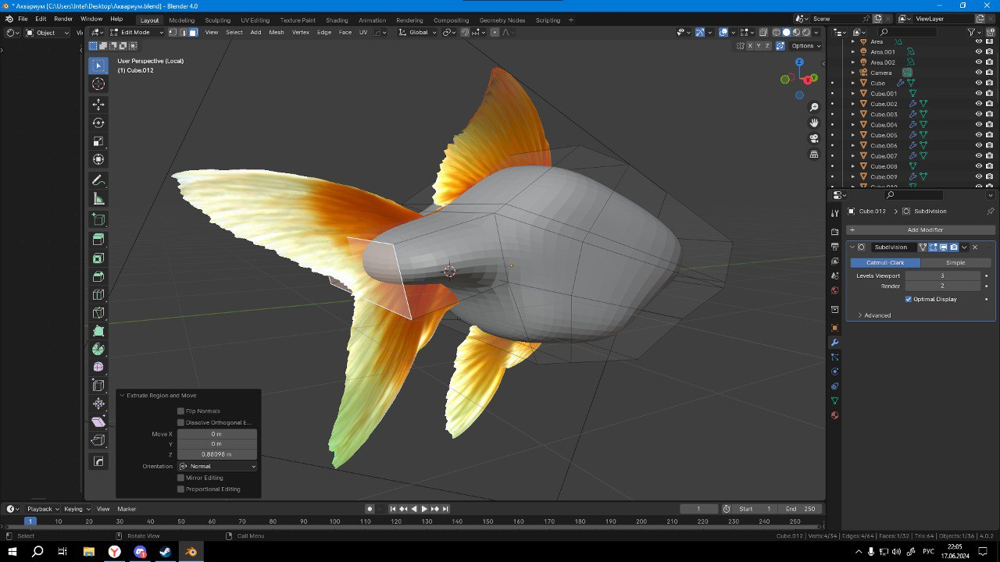 * Аквариум [C:\Users\Intel\Desktop\Аквариум.blend] - Blender 4.0
File Edit Render Window Help Layout Modeling Sculpting UV Editing Texture Paint Shading Animation Rendering Compositing Geometry Nodes Scripting + Scene ViewLayer
Object Vi Edit Mode View Select Add Mesh Vertex Edge Face UV Global
X Y Z Options
User Perspective (Local)
(1) Cube.012
Z
X Y
Area
Area.001
Area.002
Camera
Cube
Cube.001
Cube.002
Cube.003
Cube.004
Cube.005
Cube.006
Cube.007
Cube.008
Cube.009
Cube.012 > Subdivision
+ Add Modifier
Subdivision
Catmull-Clark Simple
Levels Viewport 3
Render 2
Optimal Display
Advanced
Extrude Region and Move
Flip Normals
Dissolve Orthogonal E...
Move X 0 m
Y 0 m
Z 0.88098 m
Orientation Normal
Mirror Editing
Proportional Editing
Playback Keying View Marker 1 Start 1 End 250
1 10 20 30 40 50 60 70 80 90 100 110 120 130 140 150 160 170 180 190 200 210 220 230 240 250
Select Rotate View Call Menu Cube.012 | Verts:4/34 | Edges:4/64 | Faces:1/32 | Tris:64 | Objects:1/36 | 4.0.2
РУС
22:05
17.06.2024